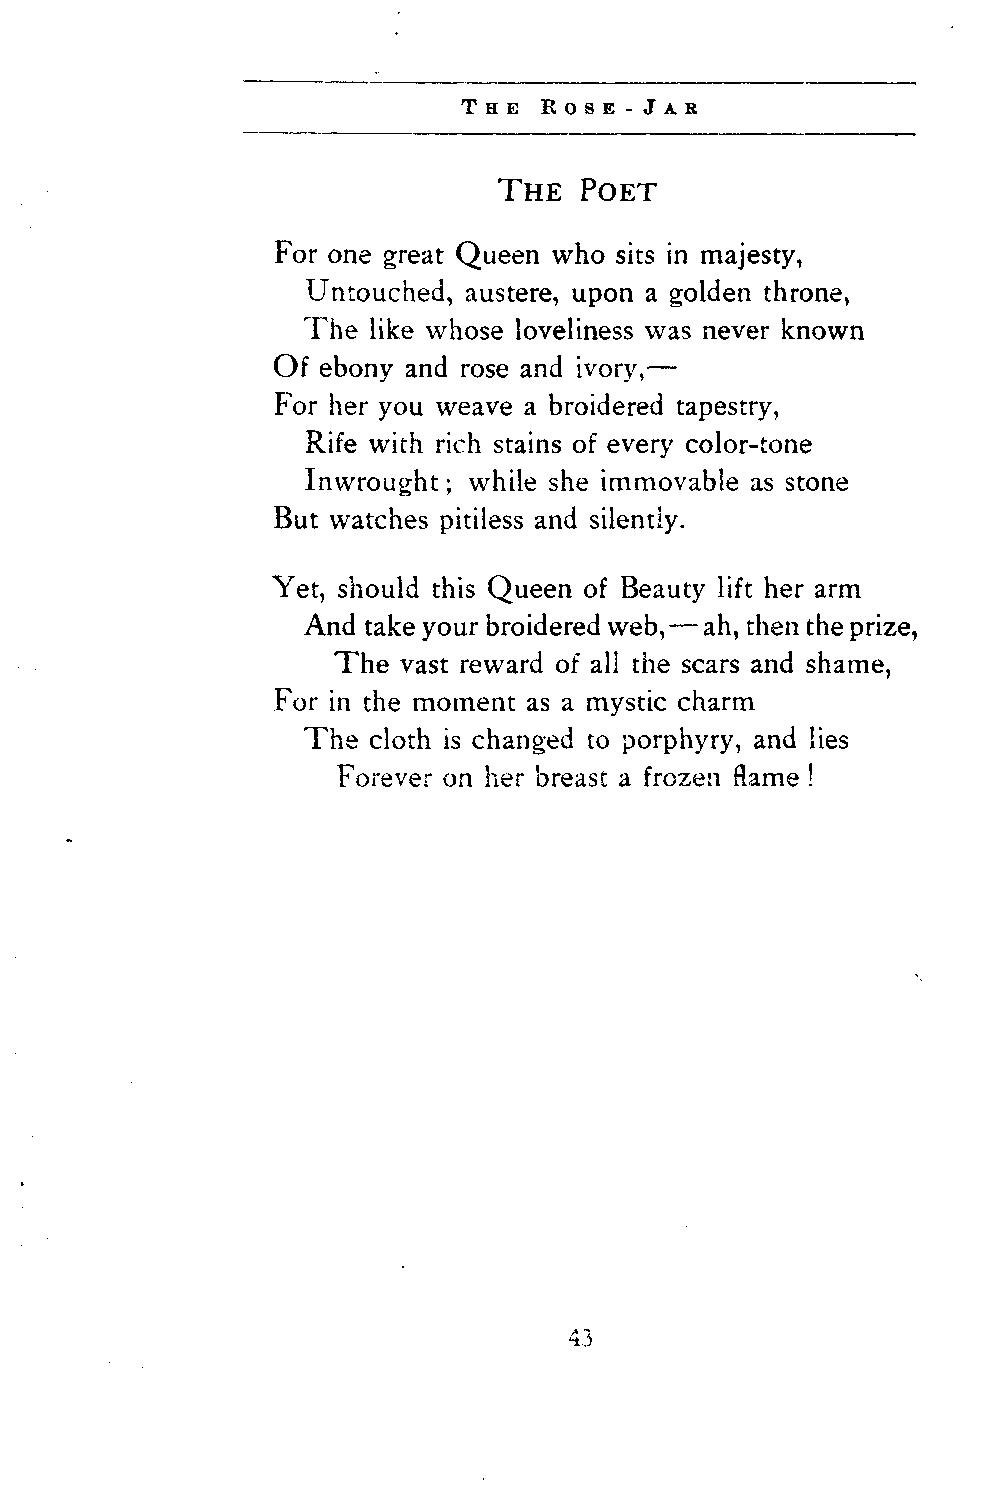 THE ROSE-JAR
THE POET
For one great Queen who sits in majesty,
Untouched, austere, upon a golden throne,
The like whose loveliness was never known
Of ebony and rose and ivory,—
For her you weave a broidered tapestry,
Rife with rich stains of every color-tone
Inwrought; while she immovable as stone
But watches pitiless and silently.
Yet, should this Queen of Beauty lift her arm
And take your broidered web,—ah, then the prize,
The vast reward of all the scars and shame,
For in the moment as a mystic charm
The cloth is changed to porphyry, and lies
Forever on her breast a frozen flame!
43